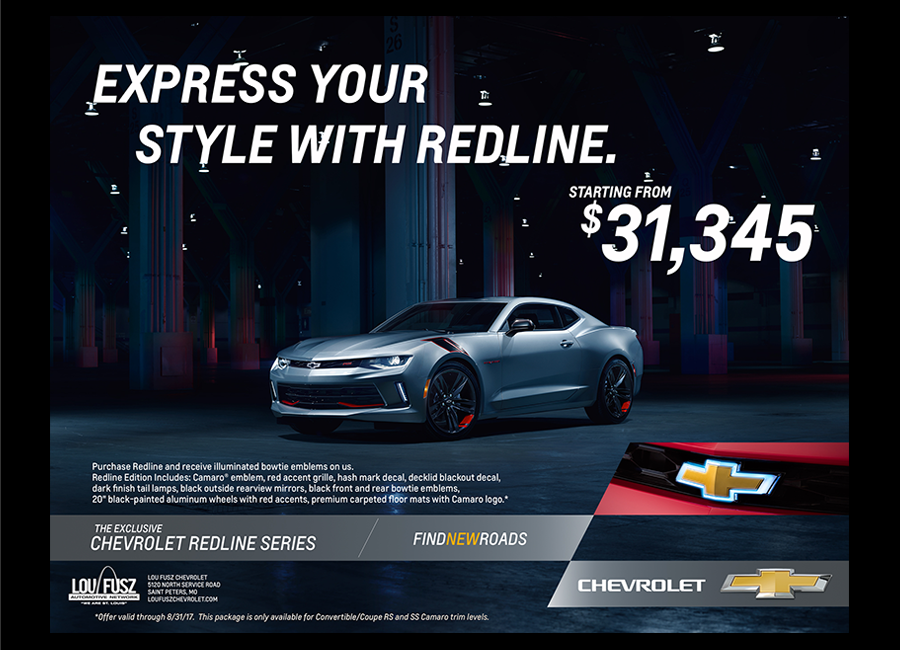 EXPRESS YOUR
STYLE WITH REDLINE.
STARTING FROM
$31,345
Purchase Redline and receive illuminated bowtie emblems on us.
Redline Edition Includes: Camaro® emblem, red accent grille, hash mark decal, decklid blackout decal,
dark finish tail lamps, black outside rearview mirrors, black front and rear bowtie emblems,
20" black-painted aluminum wheels with red accents, premium carpeted floor mats with Camaro logo.*
THE EXCLUSIVE
CHEVROLET REDLINE SERIES
FINDNEWROADS
CHEVROLET
LOU FUSZ
AUTOMOTIVE NETWORK
"WE ARE ST. LOUIS"
LOU FUSZ CHEVROLET
5120 NORTH SERVICE ROAD
SAINT PETERS, MO
LOUFUSZCHEVROLET.COM
*Offer valid through 8/31/17. This package is only available for Convertible/Coupe RS and SS Camaro trim levels.